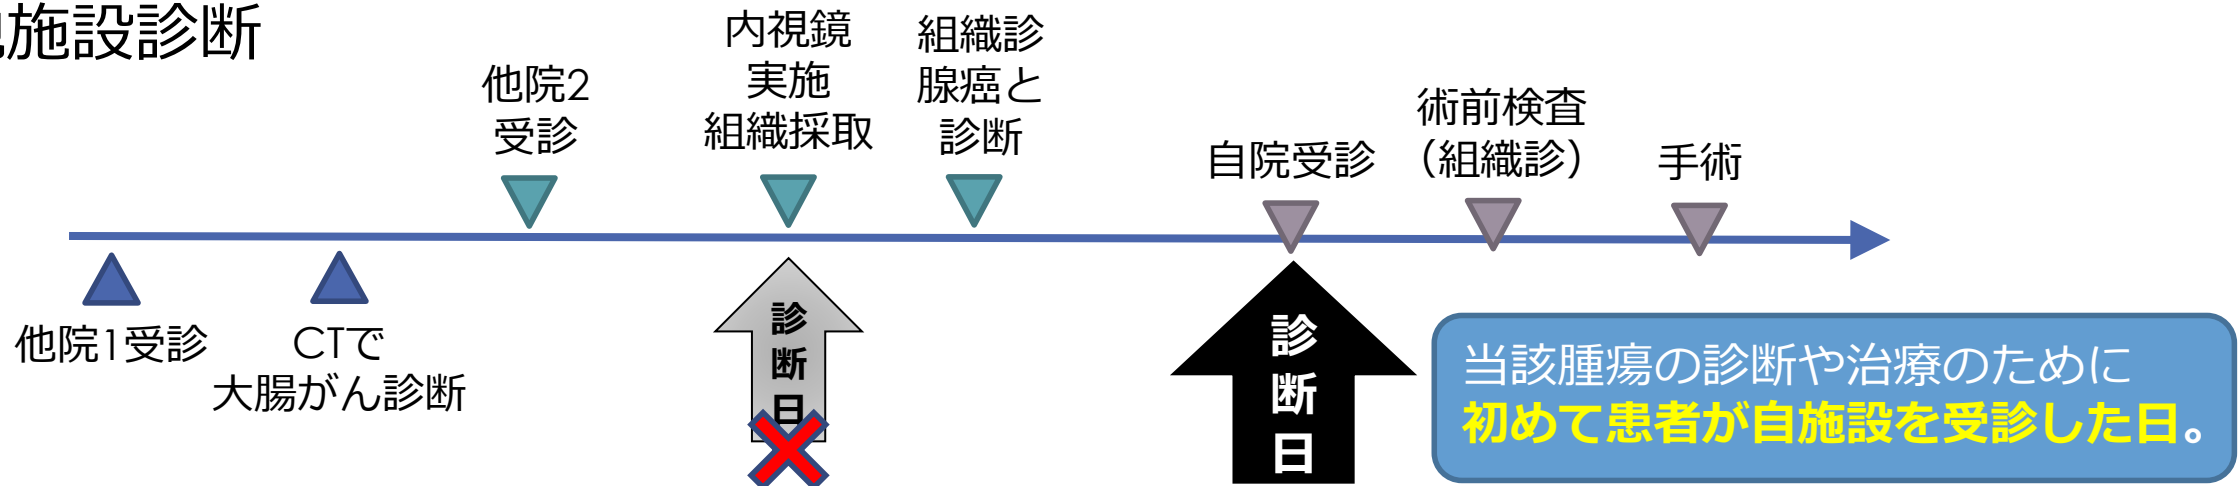 施設診断
他院2
受診
内視鏡
実施
組織採取
組織診
腺癌と
診断
自院受診
術前検査
（組織診）
手術
他院1受診
CTで
大腸がん診断
診断日
診断日
当該腫瘍の診断や治療のために
初めて患者が自施設を受診した日。